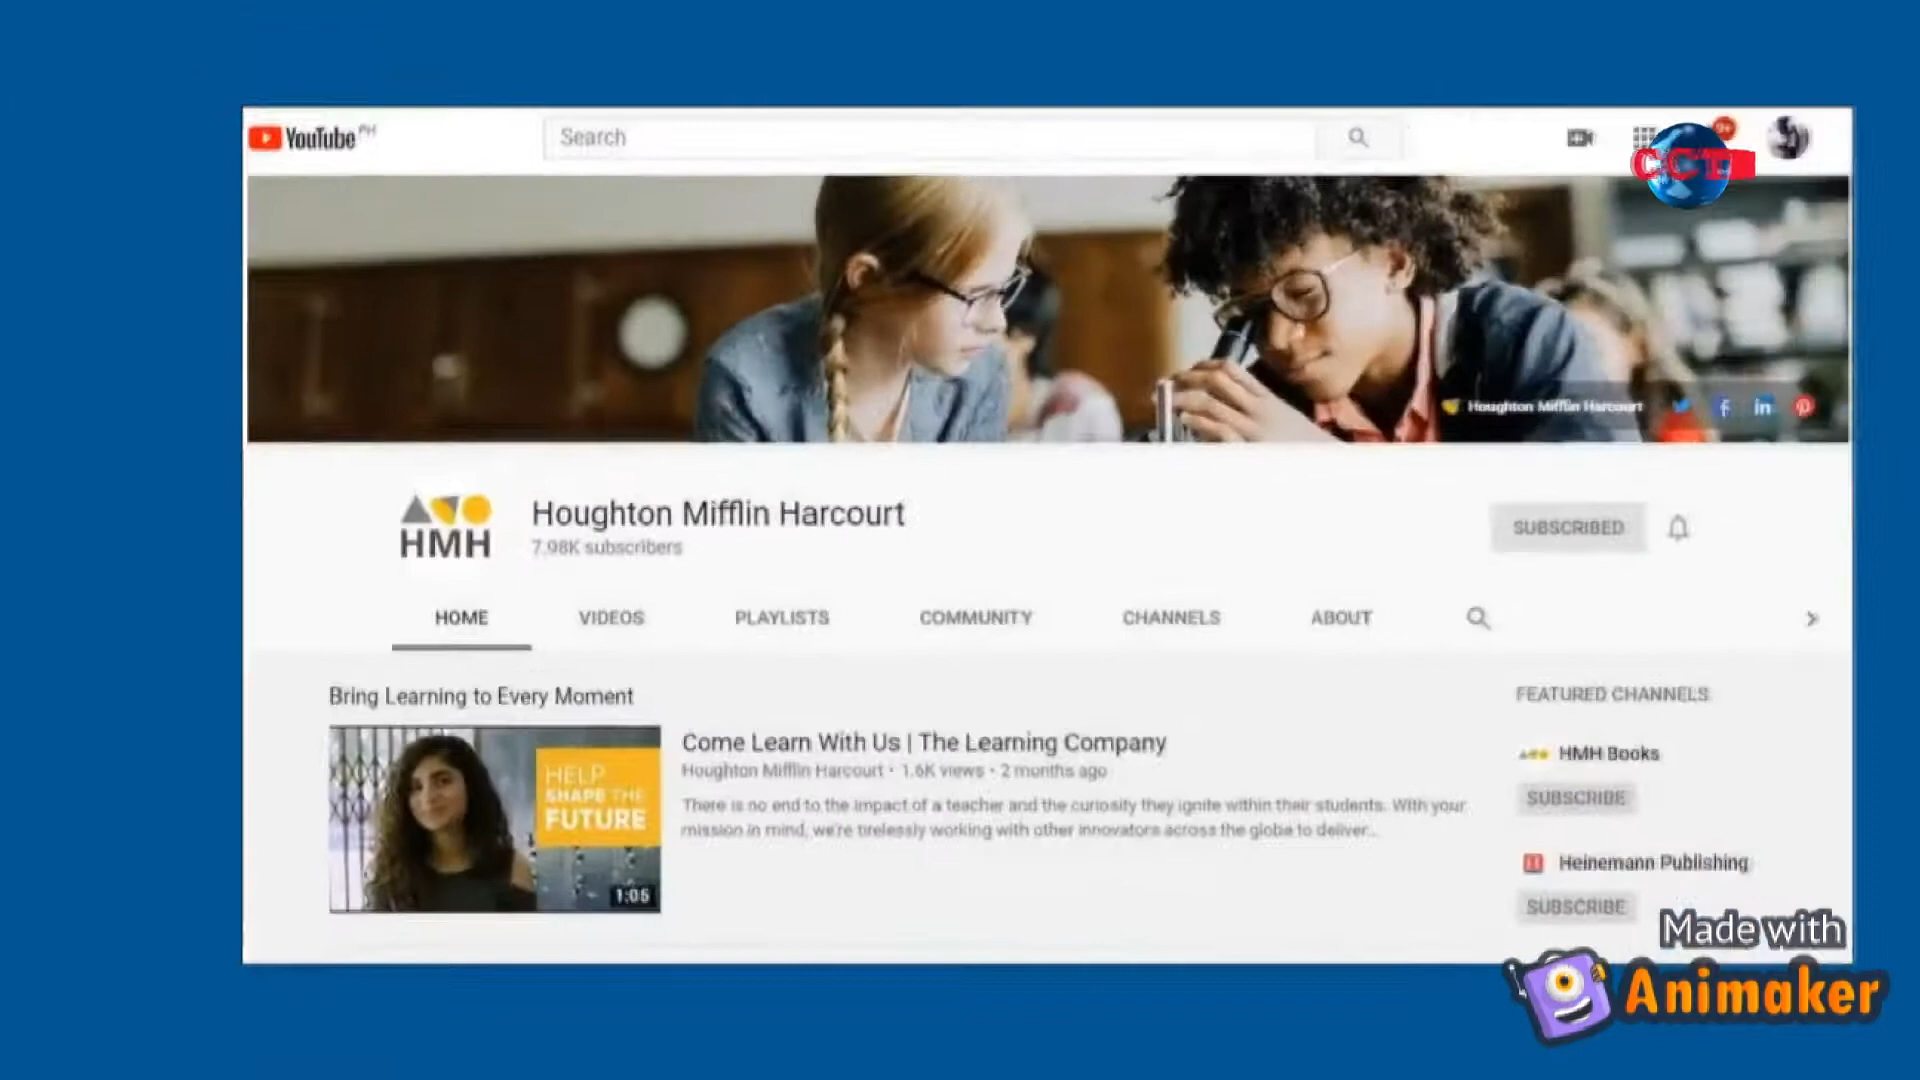 YouTube PH
Search
9+
CCT
Houghton Mifflin Harcourt
HMH
Houghton Mifflin Harcourt
7.98K subscribers
SUBSCRIBED
HOME VIDEOS PLAYLISTS COMMUNITY CHANNELS ABOUT
Bring Learning to Every Moment
HELP
SHAPE THE
FUTURE
1:05
Come Learn With Us | The Learning Company
Houghton Mifflin Harcourt • 1.6K views • 2 months ago
There is no end to the impact of a teacher and the curiosity they ignite within their students. With your
mission in mind, we're tirelessly working with other innovators across the globe to deliver...
FEATURED CHANNELS
HMH Books
SUBSCRIBE
Heinemann Publishing
SUBSCRIBE
Made with
Animaker